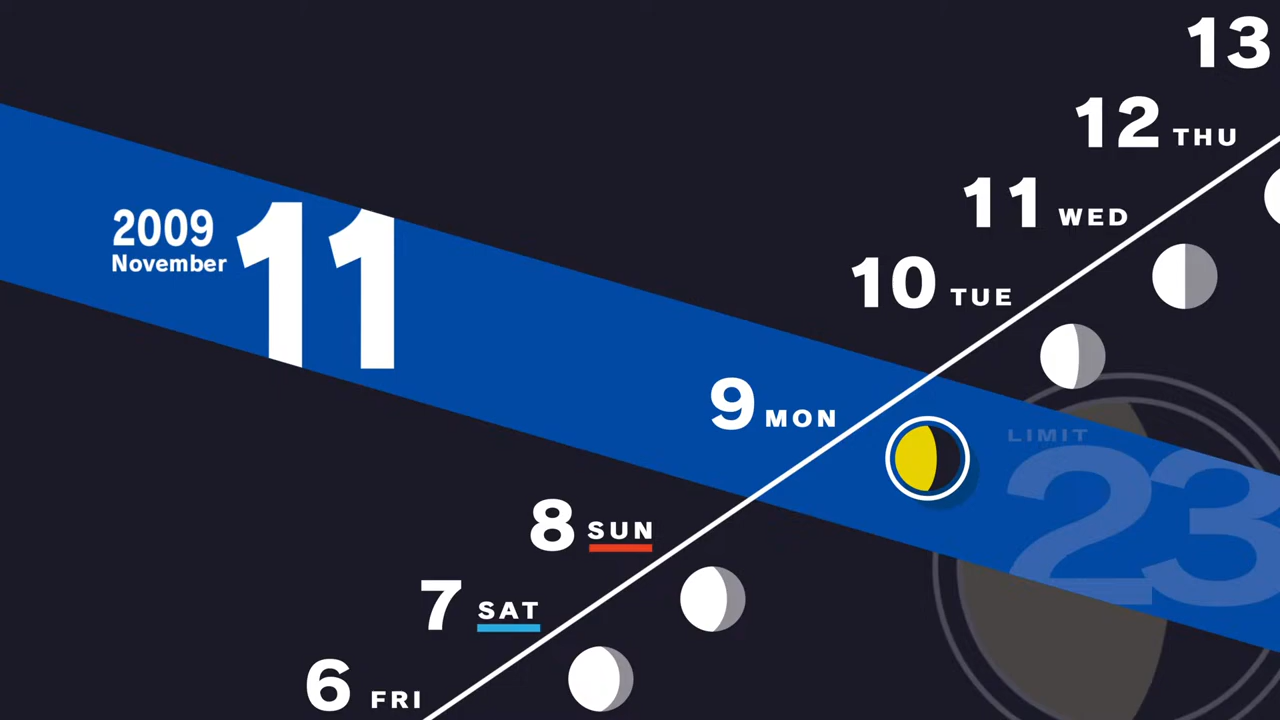 2009
November
11
13
12 THU
11 WED
10 TUE
9 MON
8 SUN
7 SAT
6 FRI
LIMIT
23